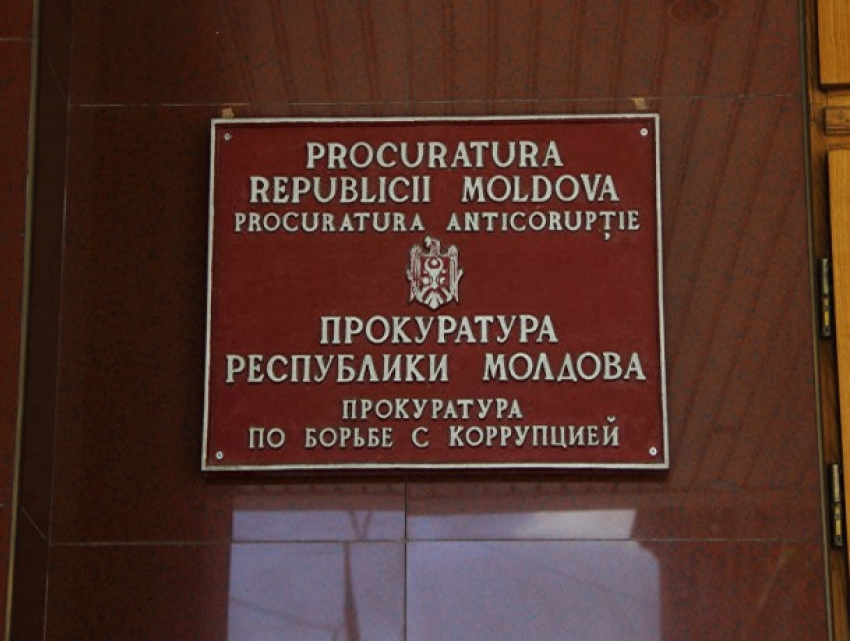 PROCURATURA
REPUBLICII MOLDOVA
PROCURATURA ANTICORUPȚIE
ПРОКУРАТУРА
РЕСПУБЛИКИ МОЛДОВА
ПРОКУРАТУРА
ПО БОРЬБЕ С КОРРУПЦИЕЙ